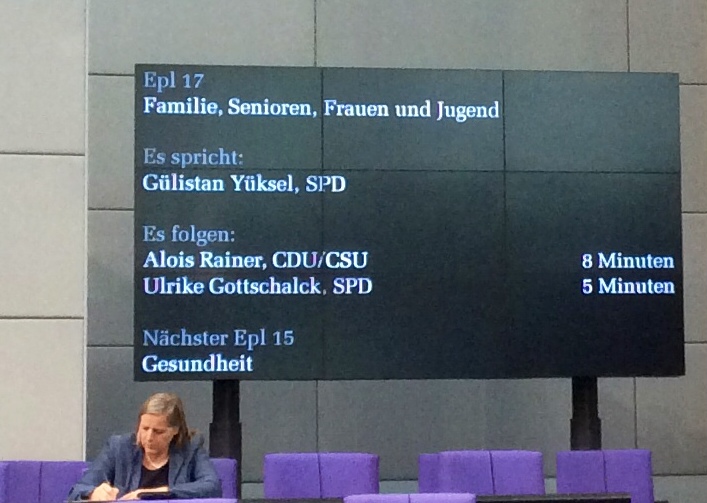 Epl 17
Familie, Senioren, Frauen und Jugend
Es spricht:
Gülistan Yüksel, SPD
Es folgen:
Alois Rainer, CDU/CSU 8 Minuten
Ulrike Gottschalck, SPD 5 Minuten
Nächster Epl 15
Gesundheit